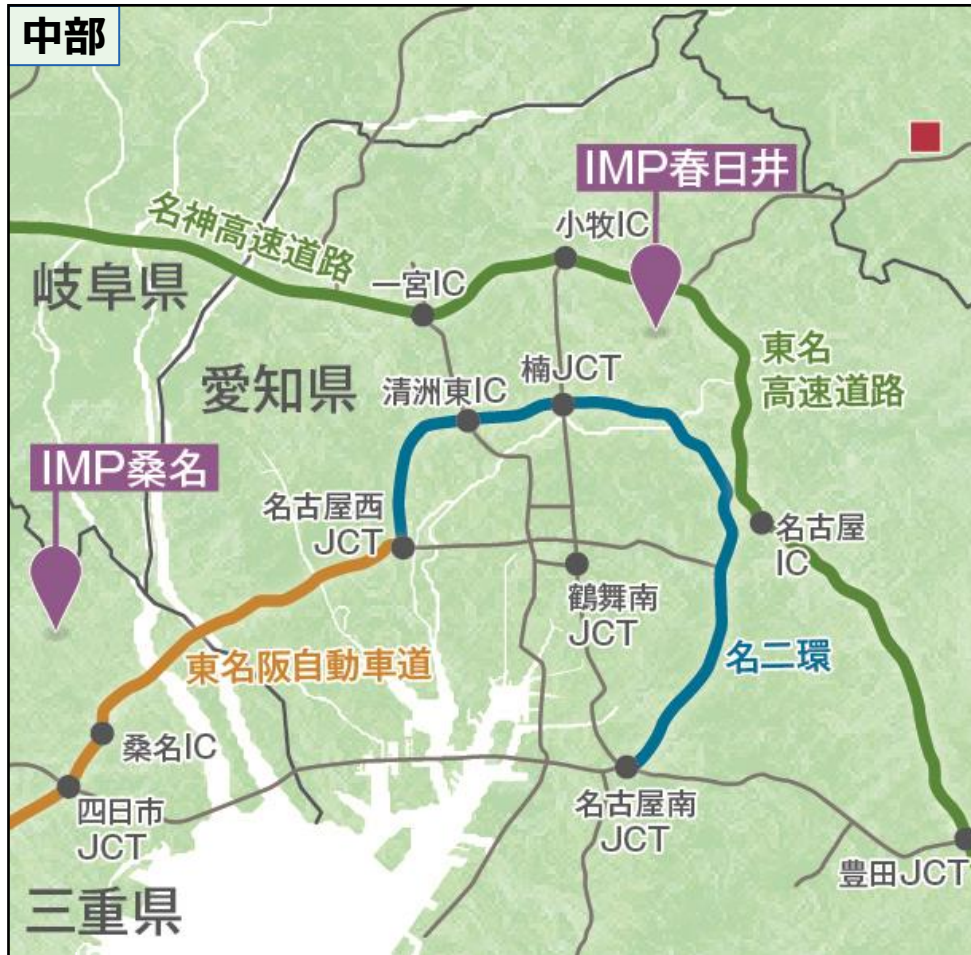 中部
IMP春日井
小牧IC
名神高速道路
一宮IC
岐阜県
東名
高速道路
楠JCT
愛知県
清洲東IC
IMP桑名
名古屋西
JCT
名古屋
IC
鶴舞南
JCT
東名阪自動車道
名二環
桑名IC
四日市
JCT
名古屋南
JCT
豊田JCT
三重県